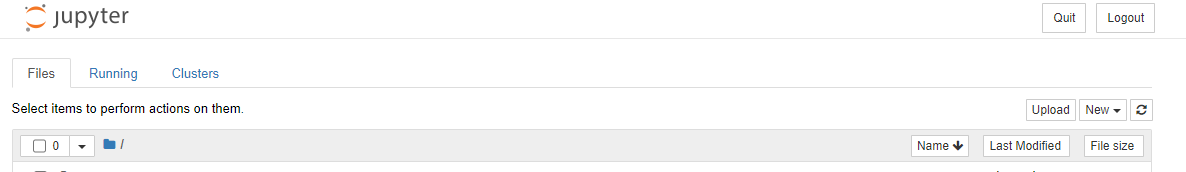 jupyter
Quit Logout
Files Running Clusters
Select items to perform actions on them.
Upload New
0 / Name Last Modified File size